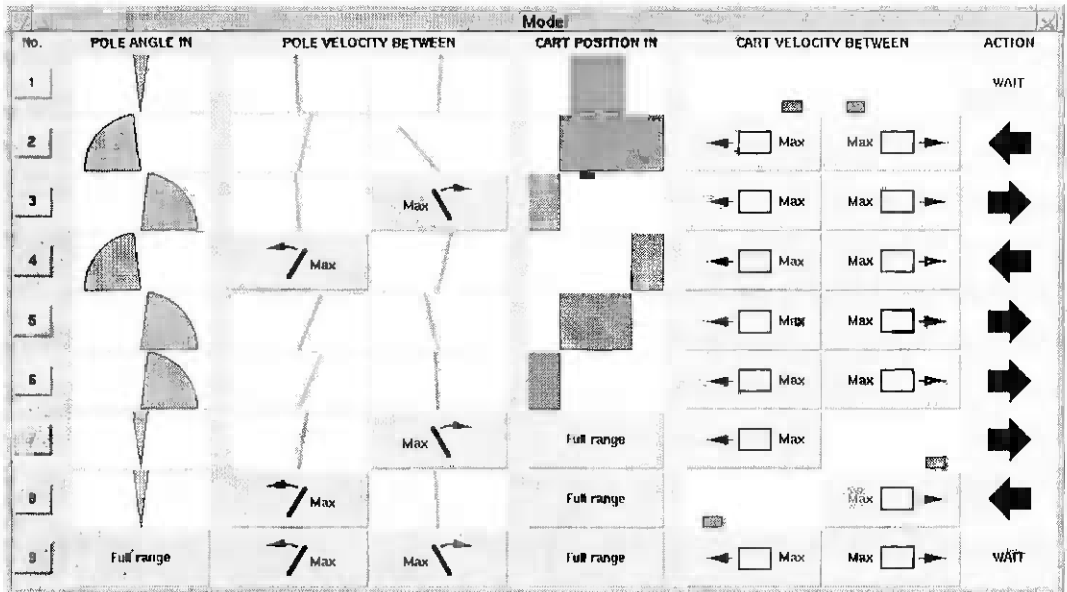 Model
No. POLE ANGLE IN POLE VELOCITY BETWEEN CART POSITION IN CART VELOCITY BETWEEN ACTION
1 WAIT
2 Max Max
3 Max Max Max
4 Max Max Max
5 Max Max
6 Max Max
7 Max Full range Max
8 Max Full range Max
9 Full range Max Max Full range Max Max WAIT